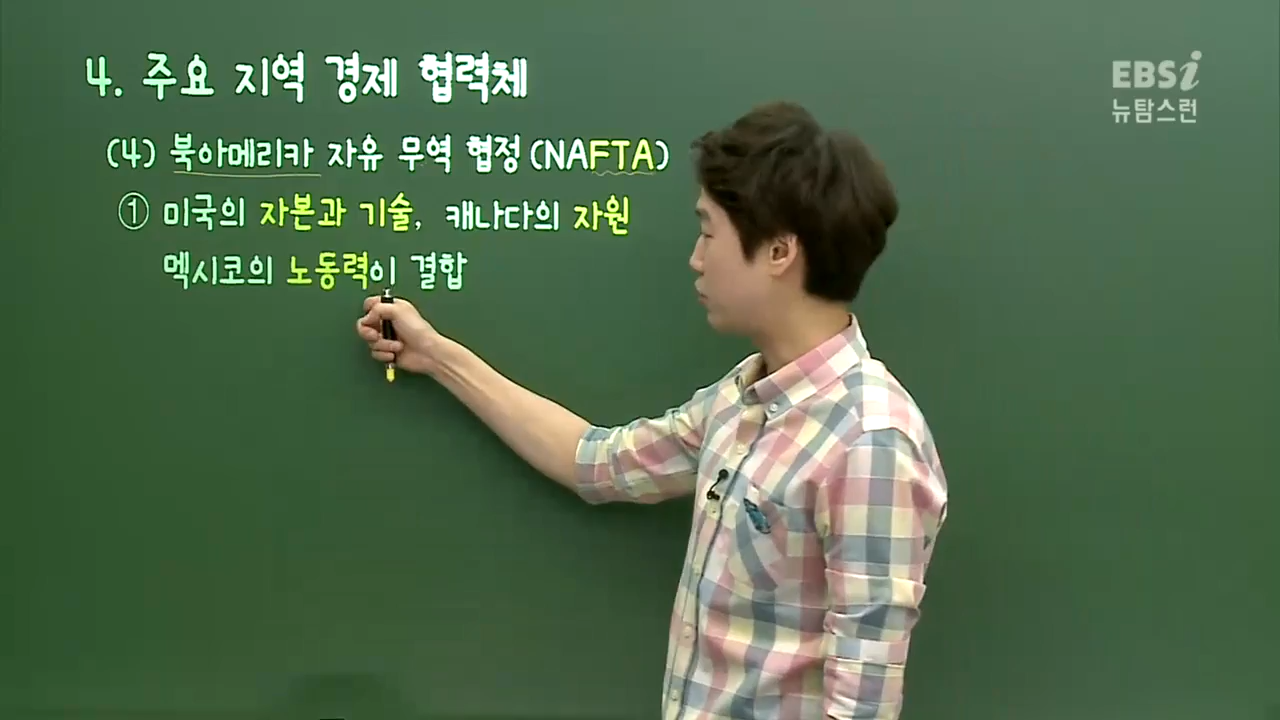 4. 주요 지역 경제 협력체
EBSi
뉴탐스런
(4) 북아메리카 자유 무역 협정 (NAFTA)
① 미국의 자본과 기술, 캐나다의 자원
멕시코의 노동력이 결합